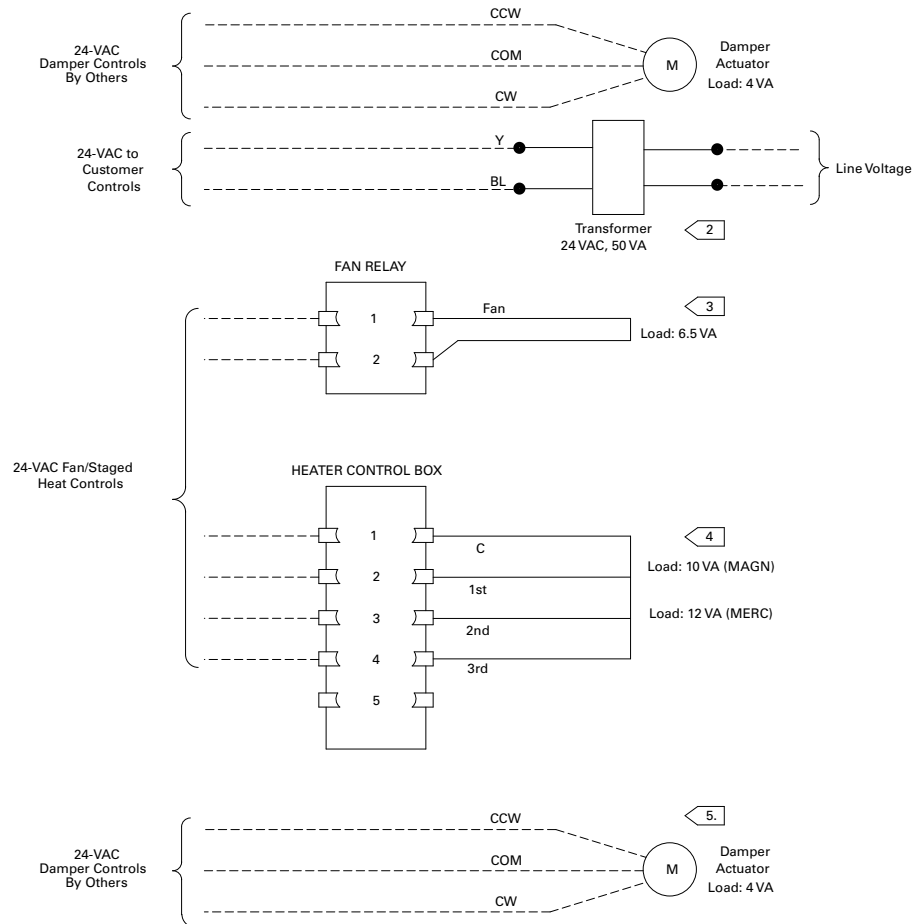 CCW
24-VAC
Damper Controls
By Others
COM
CW
M
Damper
Actuator
Load: 4 VA
24-VAC to
Customer
Controls
Y
BL
Line Voltage
Transformer
24 VAC, 50 VA
2
FAN RELAY
1
Fan
3
2
Load: 6.5 VA
24-VAC Fan/Staged
Heat Controls
HEATER CONTROL BOX
1
C
4
Load: 10 VA (MAGN)
2
1st
3
2nd
Load: 12 VA (MERC)
4
3rd
5
5.
CCW
24-VAC
Damper Controls
By Others
COM
CW
M
Damper
Actuator
Load: 4 VA